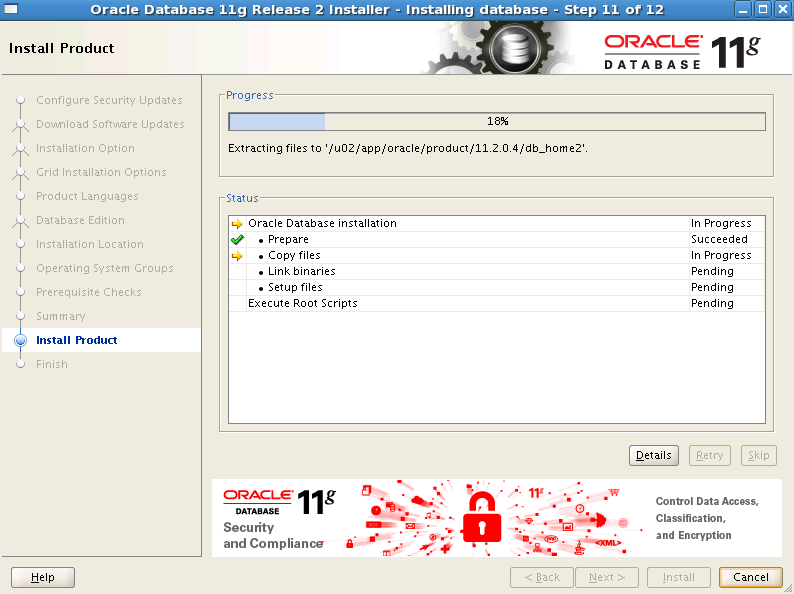 Oracle Database 11g Release 2 Installer - Installing database - Step 11 of 12
Install Product
ORACLE
DATABASE
11g
Configure Security Updates
Download Software Updates
Installation Option
Grid Installation Options
Product Languages
Database Edition
Installation Location
Operating System Groups
Prerequisite Checks
Summary
Install Product
Finish
Progress
18%
Extracting files to '/u02/app/oracle/product/11.2.0.4/db_home2'.
Status
Oracle Database installation In Progress
• Prepare Succeeded
• Copy files In Progress
• Link binaries Pending
• Setup files Pending
Execute Root Scripts Pending
Details Retry Skip
ORACLE
DATABASE
11g
Security
and Compliance
11g
php
<XML>
Control Data Access,
Classification,
and Encryption
Help < Back Next > Install Cancel